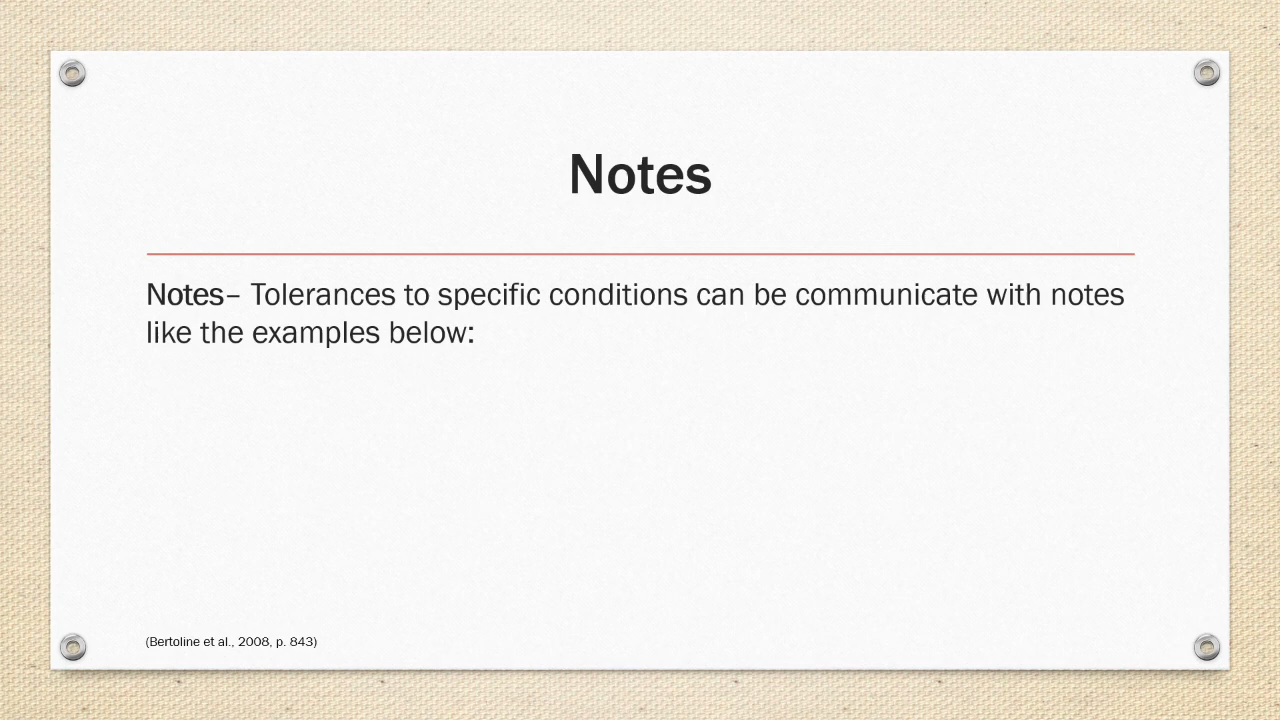 Notes
Notes– Tolerances to specific conditions can be communicate with notes
like the examples below:
(Bertoline et al., 2008, p. 843)